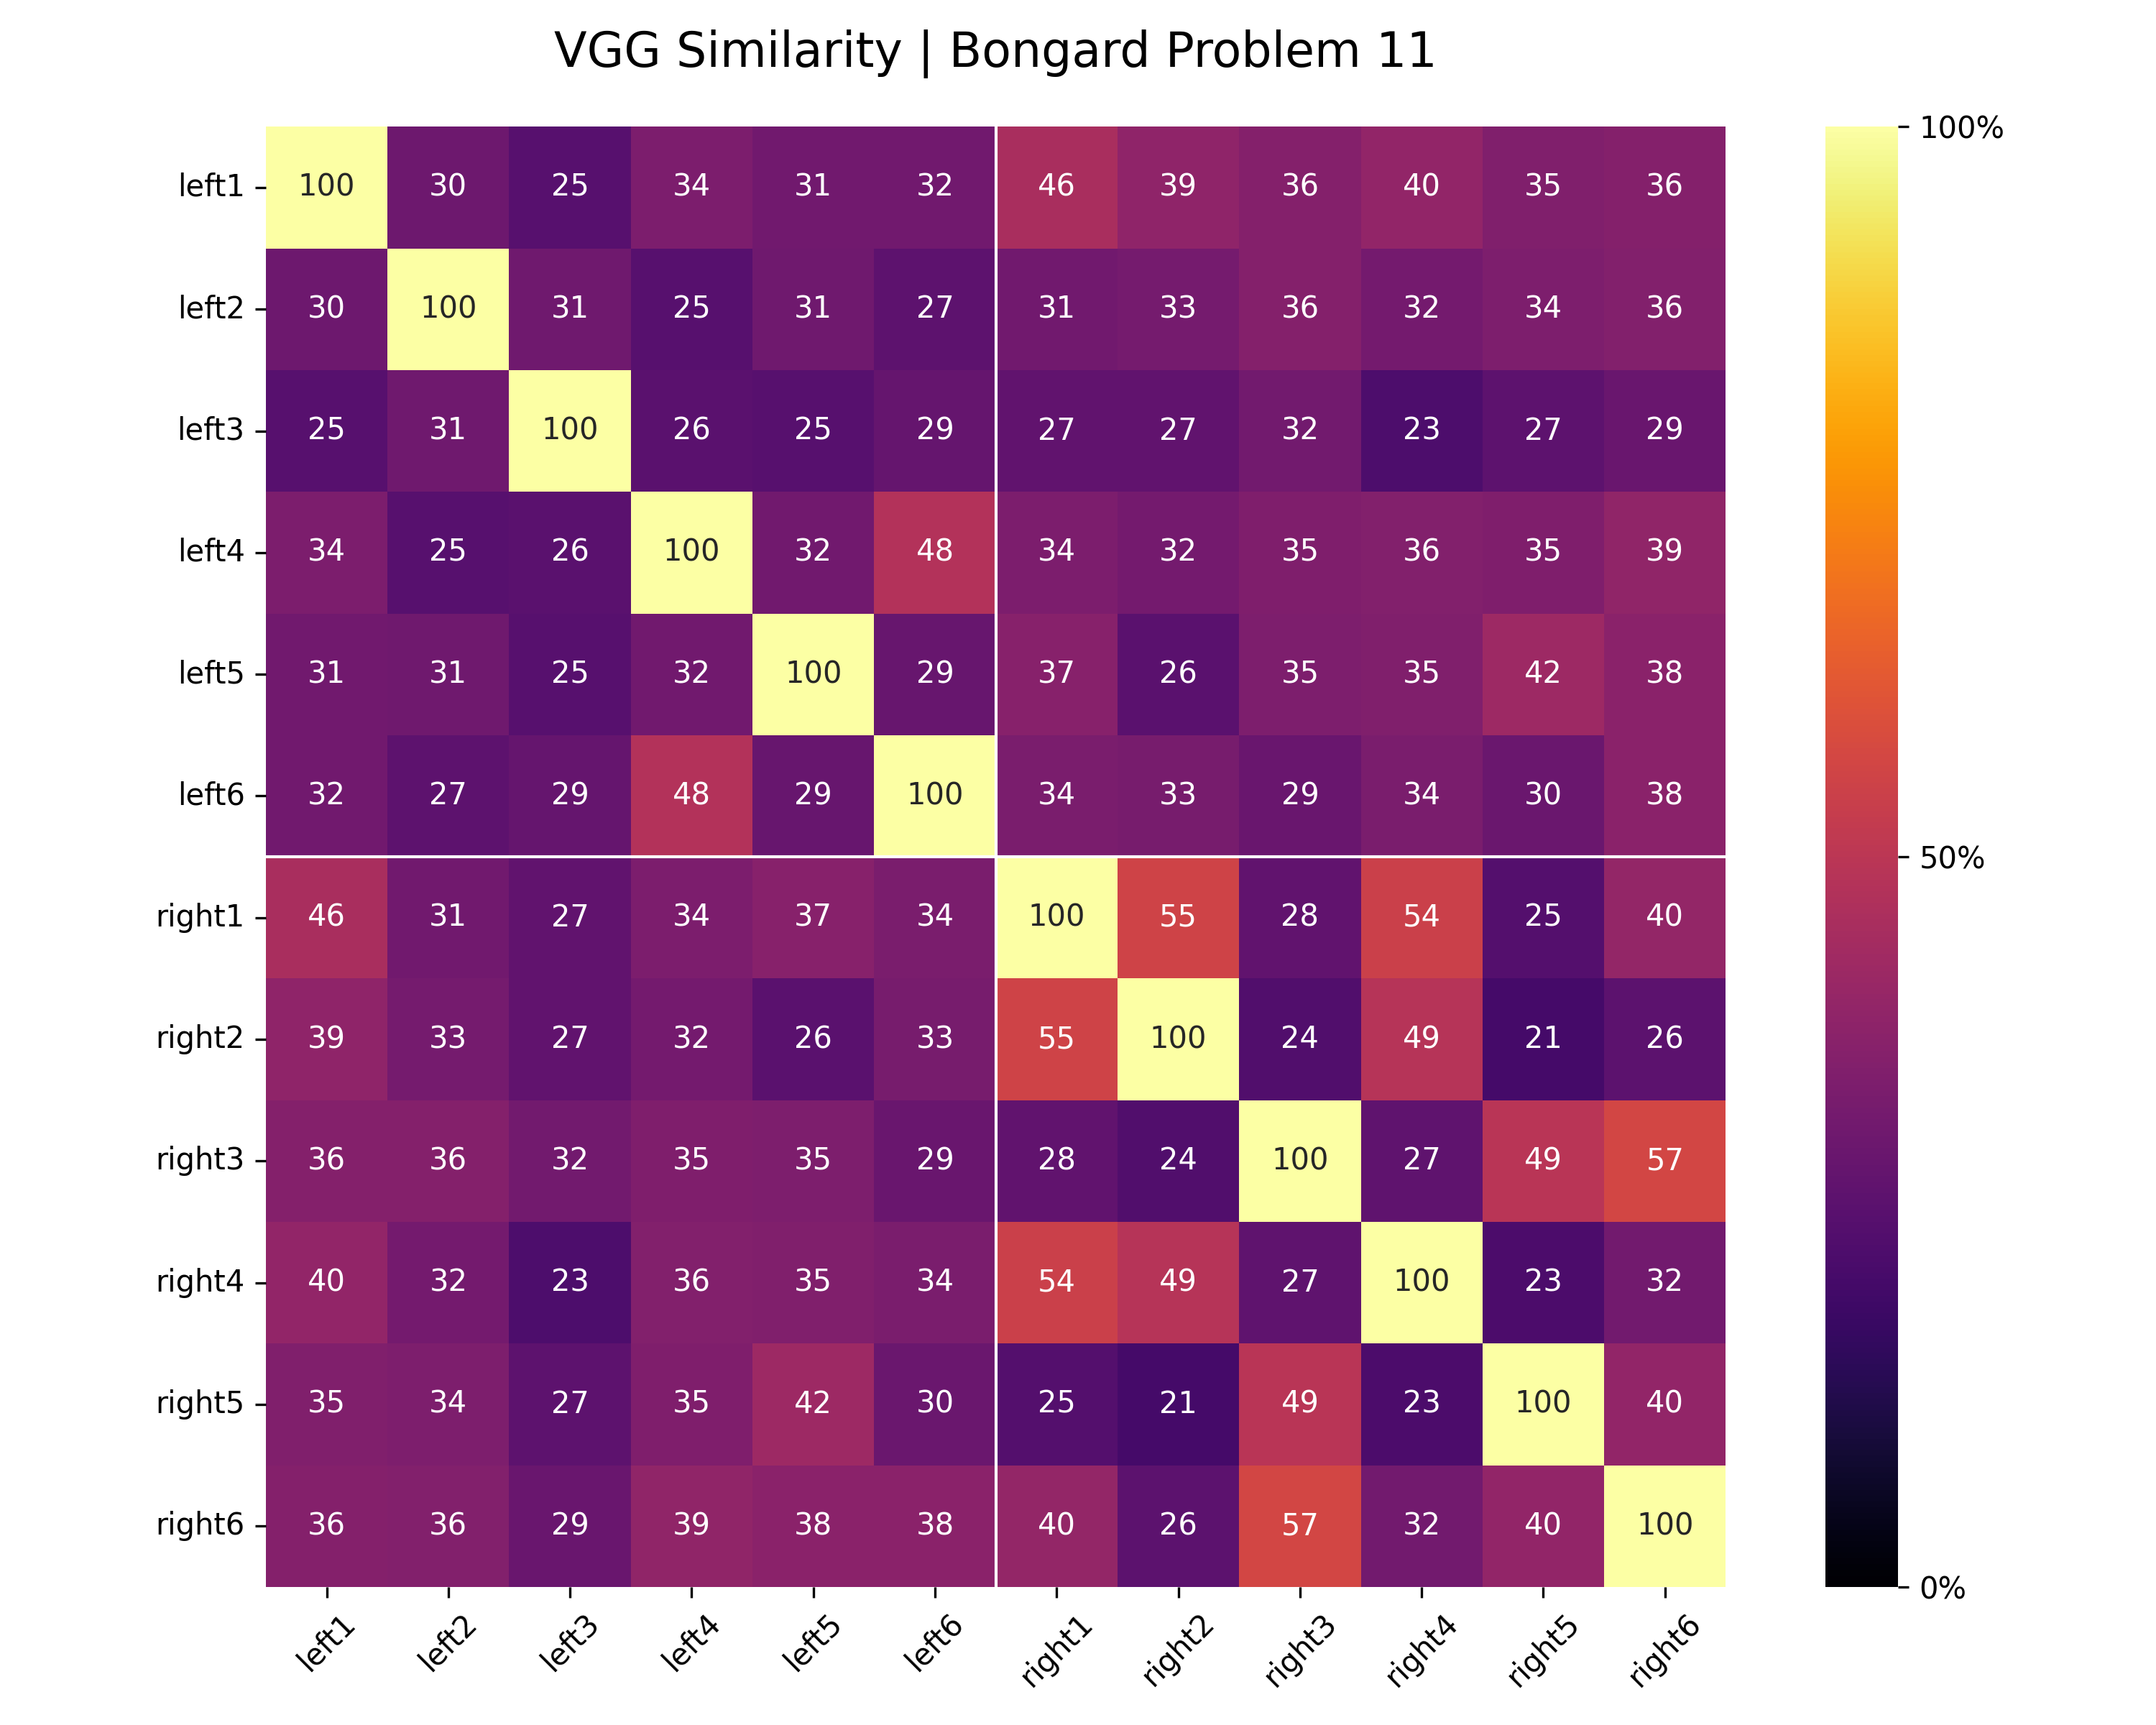 VGG Similarity | Bongard Problem 11
left1 100 30 25 34 31 32 46 39 36 40 35 36
left2 30 100 31 25 31 27 31 33 36 32 34 36
left3 25 31 100 26 25 29 27 27 32 23 27 29
left4 34 25 26 100 32 48 34 32 35 36 35 39
left5 31 31 25 32 100 29 37 26 35 35 42 38
left6 32 27 29 48 29 100 34 33 29 34 30 38
right1 46 31 27 34 37 34 100 55 28 54 25 40
right2 39 33 27 32 26 33 55 100 24 49 21 26
right3 36 36 32 35 35 29 28 24 100 27 49 57
right4 40 32 23 36 35 34 54 49 27 100 23 32
right5 35 34 27 35 42 30 25 21 49 23 100 40
right6 36 36 29 39 38 38 40 26 57 32 40 100
left1 left2 left3 left4 left5 left6 right1 right2 right3 right4 right5 right6
100%
50%
0%